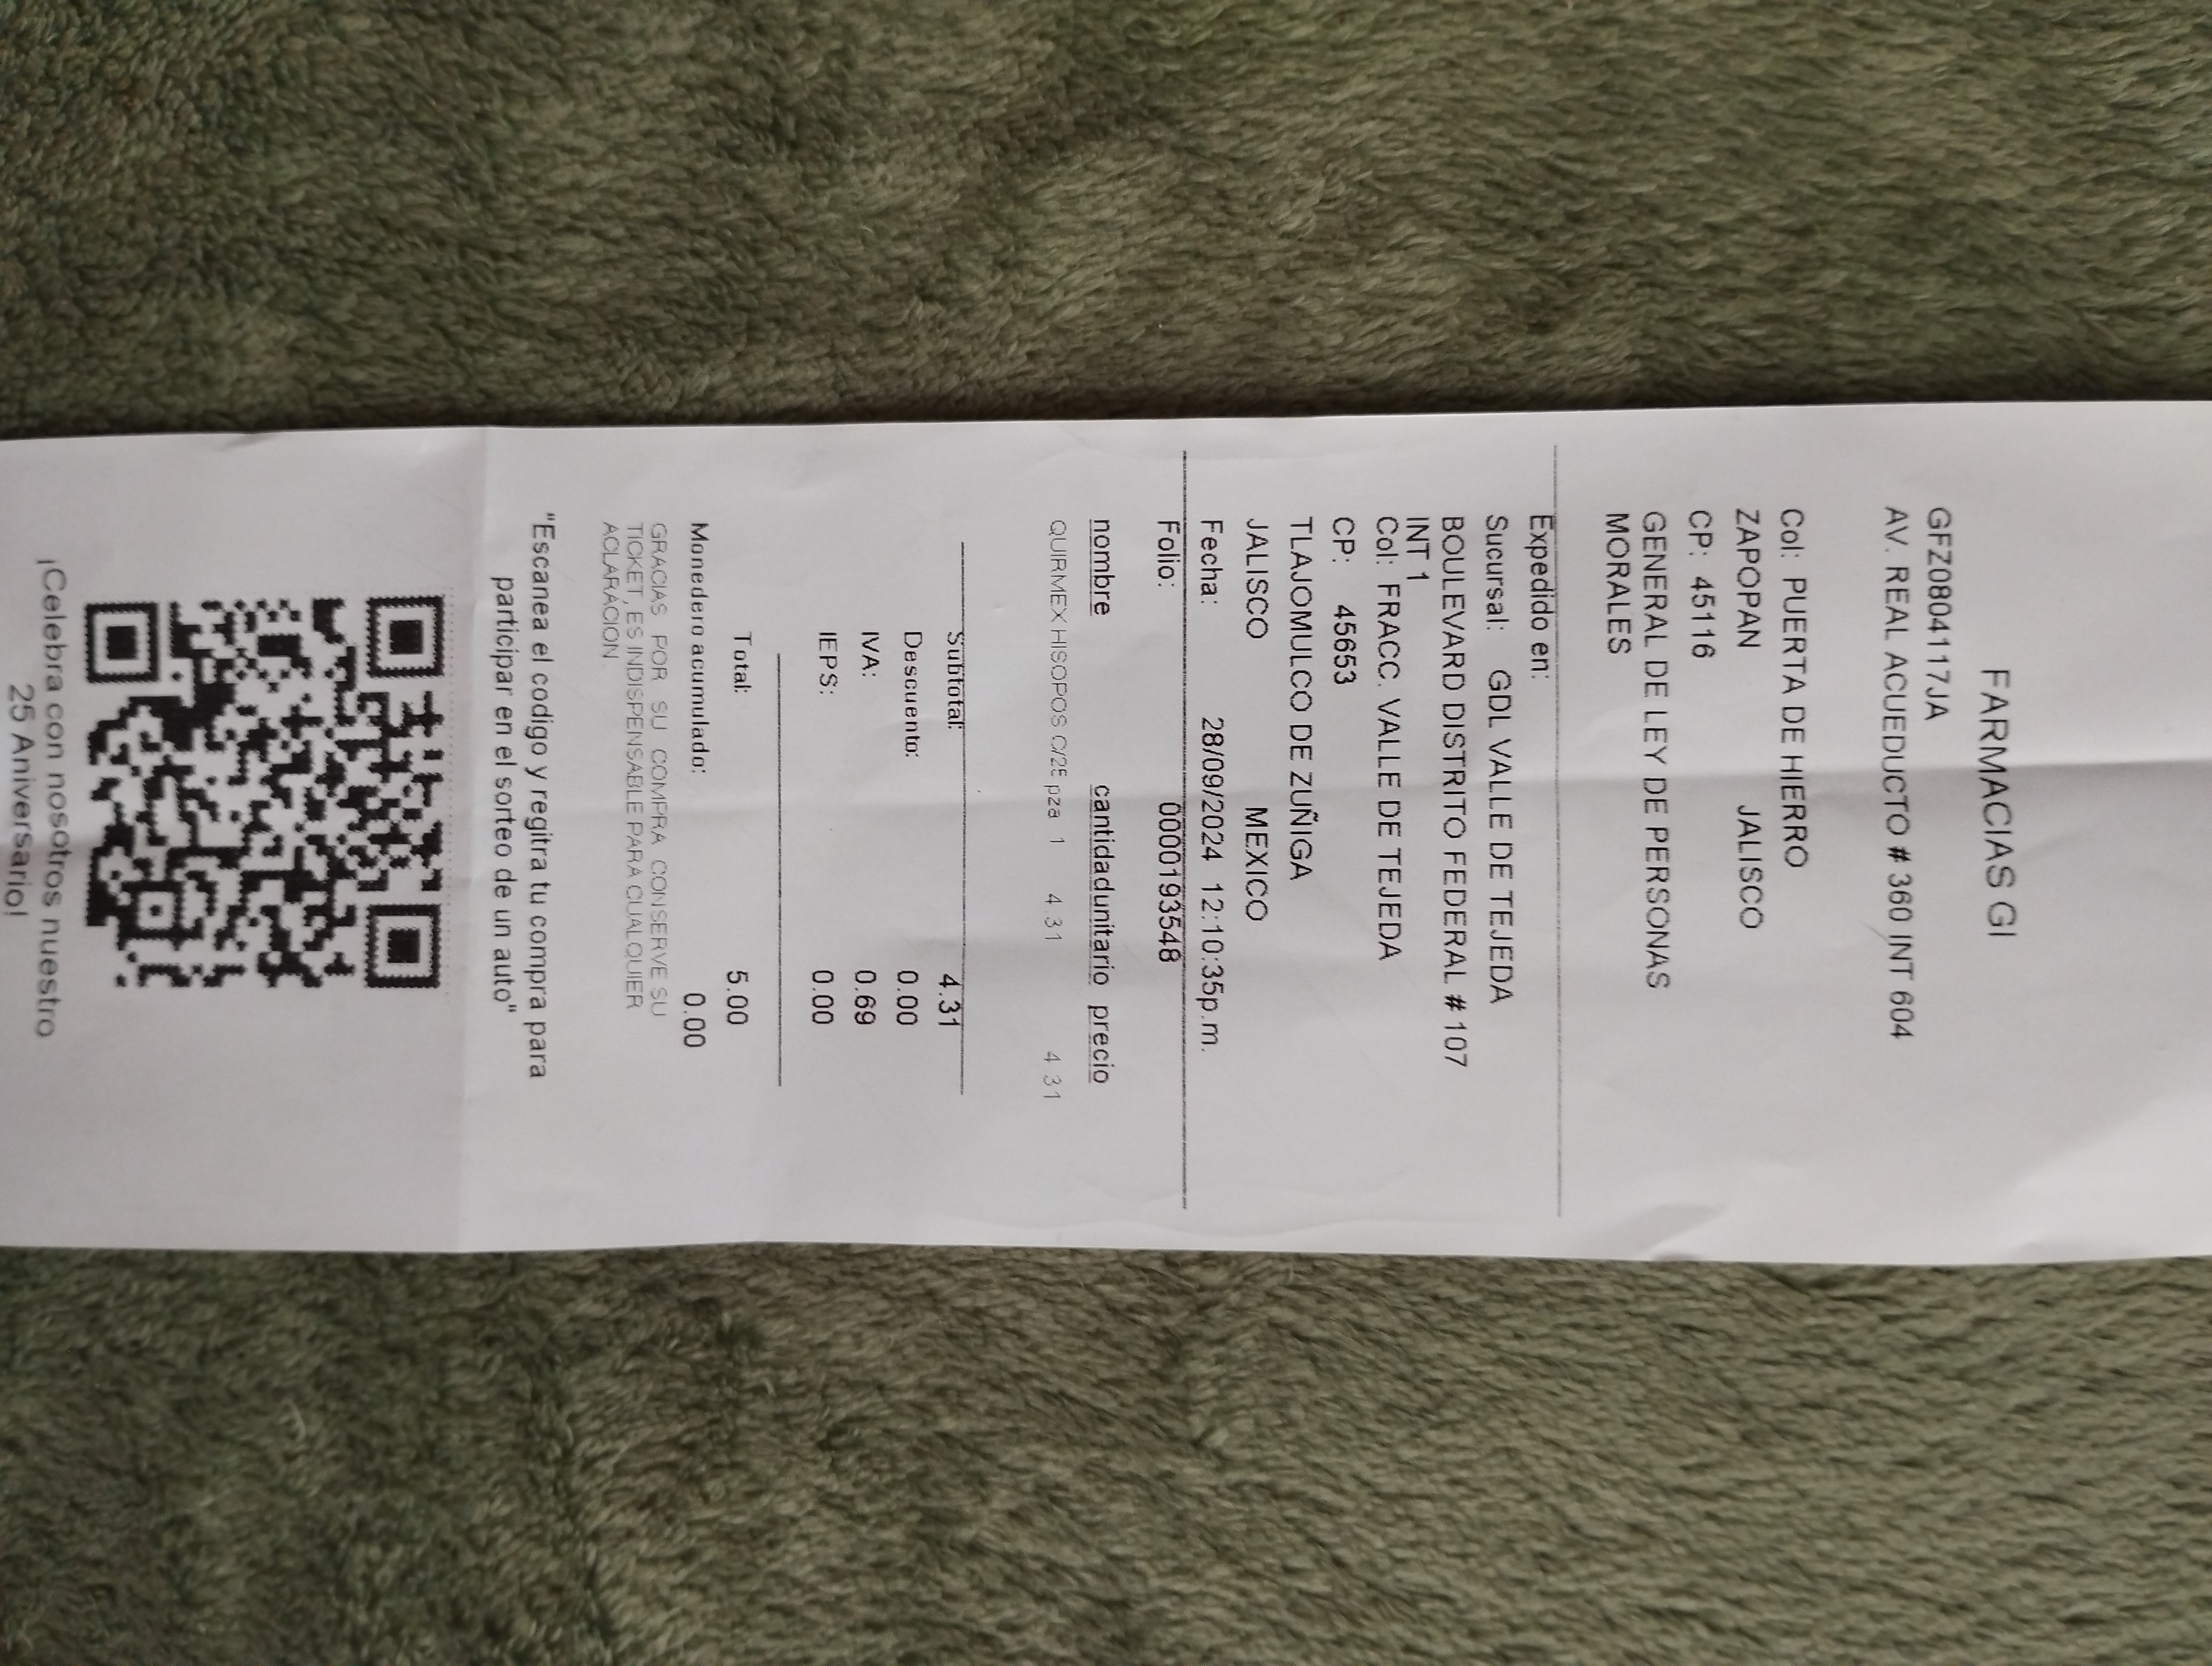 FARMACIAS GI
GFZ0804117JA
AV. REAL ACUEDUCTO # 360 INT 604
Col: PUERTA DE HIERRO
ZAPOPAN JALISCO
CP: 45116
GENERAL DE LEY DE PERSONAS
MORALES
Expedido en:
Sucursal: GDL VALLE DE TEJEDA
BOULEVARD DISTRITO FEDERAL # 107
INT 1
Col: FRACC. VALLE DE TEJEDA
CP: 45653
TLAJOMULCO DE ZUÑIGA
JALISCO MEXICO
Fecha: 28/09/2024 12:10:35p.m.
Folio: 00001935​48
nombre cantidadunitario precio
QUIRMEX HISOPOS C/25 pza 1 4.31 4.31
Subtotal: 4.31
Descuento: 0.00
IVA: 0.69
IEPS: 0.00
Total: 5.00
Monedero acumulado: 0.00
GRACIAS POR SU COMPRA CONSERVE SU
TICKET, ES INDISPENSABLE PARA CUALQUIER
ACLARACION
"Escanea el codigo y regitra tu compra para
participar en el sorteo de un auto"
¡Celebra con nosotros nuestro
25 Aniversario!